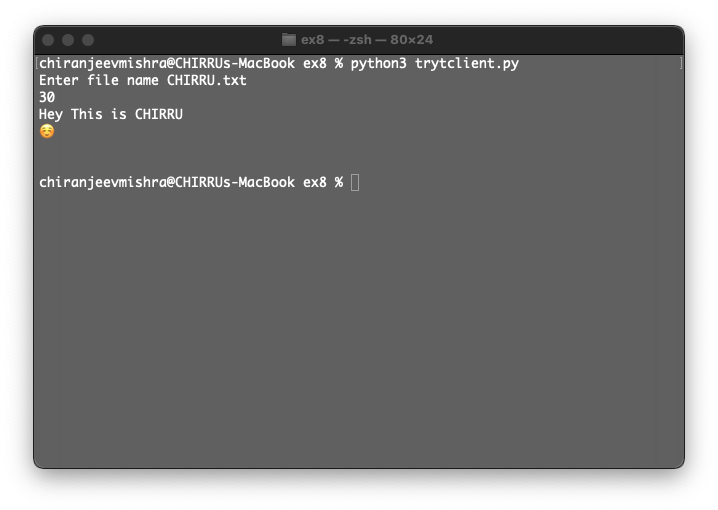 ex8 — -zsh — 80×24
chiranjeevmishra@CHIRRUs-MacBook ex8 % python3 trytclient.py
Enter file name CHIRRU.txt
30
Hey This is CHIRRU
☺️
chiranjeevmishra@CHIRRUs-MacBook ex8 %